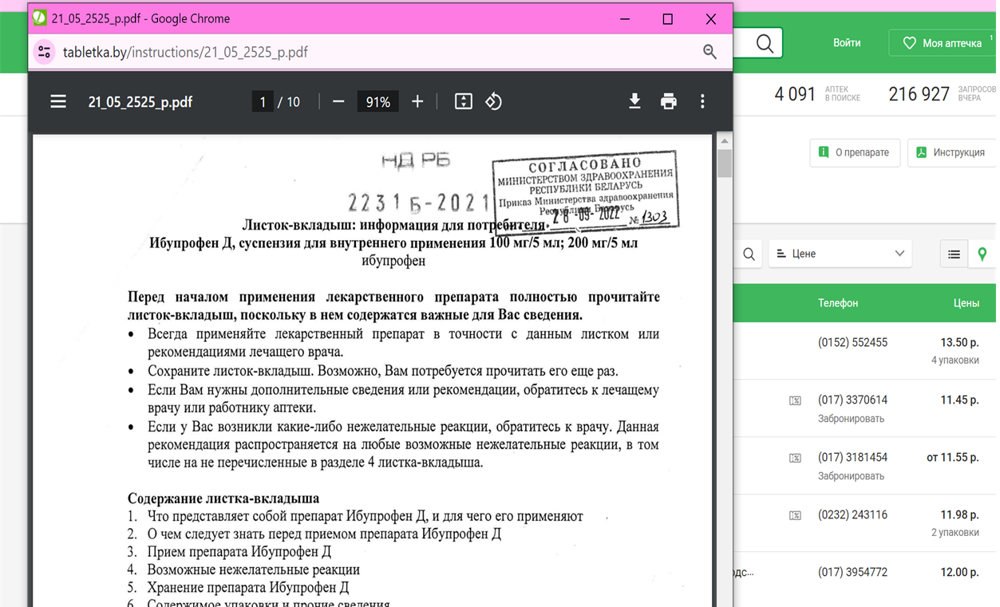 21_05_2525_p.pdf - Google Chrome
tabletka.by/instructions/21_05_2525_p.pdf
21_05_2525_p.pdf
1 / 10
91%
НД РБ
2231Б-2021
СОГЛАСОВАНО
МИНИСТЕРСТВОМ ЗДРАВООХРАНЕНИЯ
РЕСПУБЛИКИ БЕЛАРУСЬ
Приказ Министерства здравоохранения
Республики Беларусь
28 -09- 2022 № 1303
Листок-вкладыш: информация для потребителя
Ибупрофен Д, суспензия для внутреннего применения 100 мг/5 мл; 200 мг/5 мл
ибупрофен
Перед началом применения лекарственного препарата полностью прочитайте
листок-вкладыш, поскольку в нем содержатся важные для Вас сведения.
• Всегда применяйте лекарственный препарат в точности с данным листком или
рекомендациями лечащего врача.
• Сохраните листок-вкладыш. Возможно, Вам потребуется прочитать его еще раз.
• Если Вам нужны дополнительные сведения или рекомендации, обратитесь к лечащему
врачу или работнику аптеки.
• Если у Вас возникли какие-либо нежелательные реакции, обратитесь к врачу. Данная
рекомендация распространяется на любые возможные нежелательные реакции, в том
числе на не перечисленные в разделе 4 листка-вкладыша.
Содержание листка-вкладыша
1. Что представляет собой препарат Ибупрофен Д, и для чего его применяют
2. О чем следует знать перед приемом препарата Ибупрофен Д
3. Прием препарата Ибупрофен Д
4. Возможные нежелательные реакции
5. Хранение препарата Ибупрофен Д
6. Содержимое упаковки и прочие сведения
Войти
Моя аптечка 1
4 091 АПТЕК
В ПОИСКЕ
216 927 ЗАПРОСОВ
ВЧЕРА
О препарате
Инструкция
Цене
Телефон Цены
(0152) 552455 13.50 р.
4 упаковки
(017) 3370614 11.45 р.
Забронировать
(017) 3181454 от 11.55 р.
Забронировать
(0232) 243116 11.98 р.
2 упаковки
одс... (017) 3954772 12.00 р.